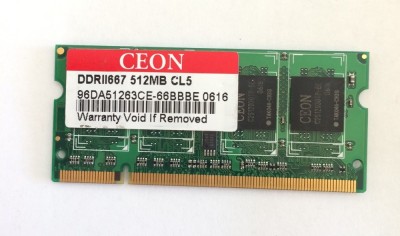 CEON
DDRII667 512MB CL5
96DA51263CE-66BBBE 0616
Warranty Void If Removed